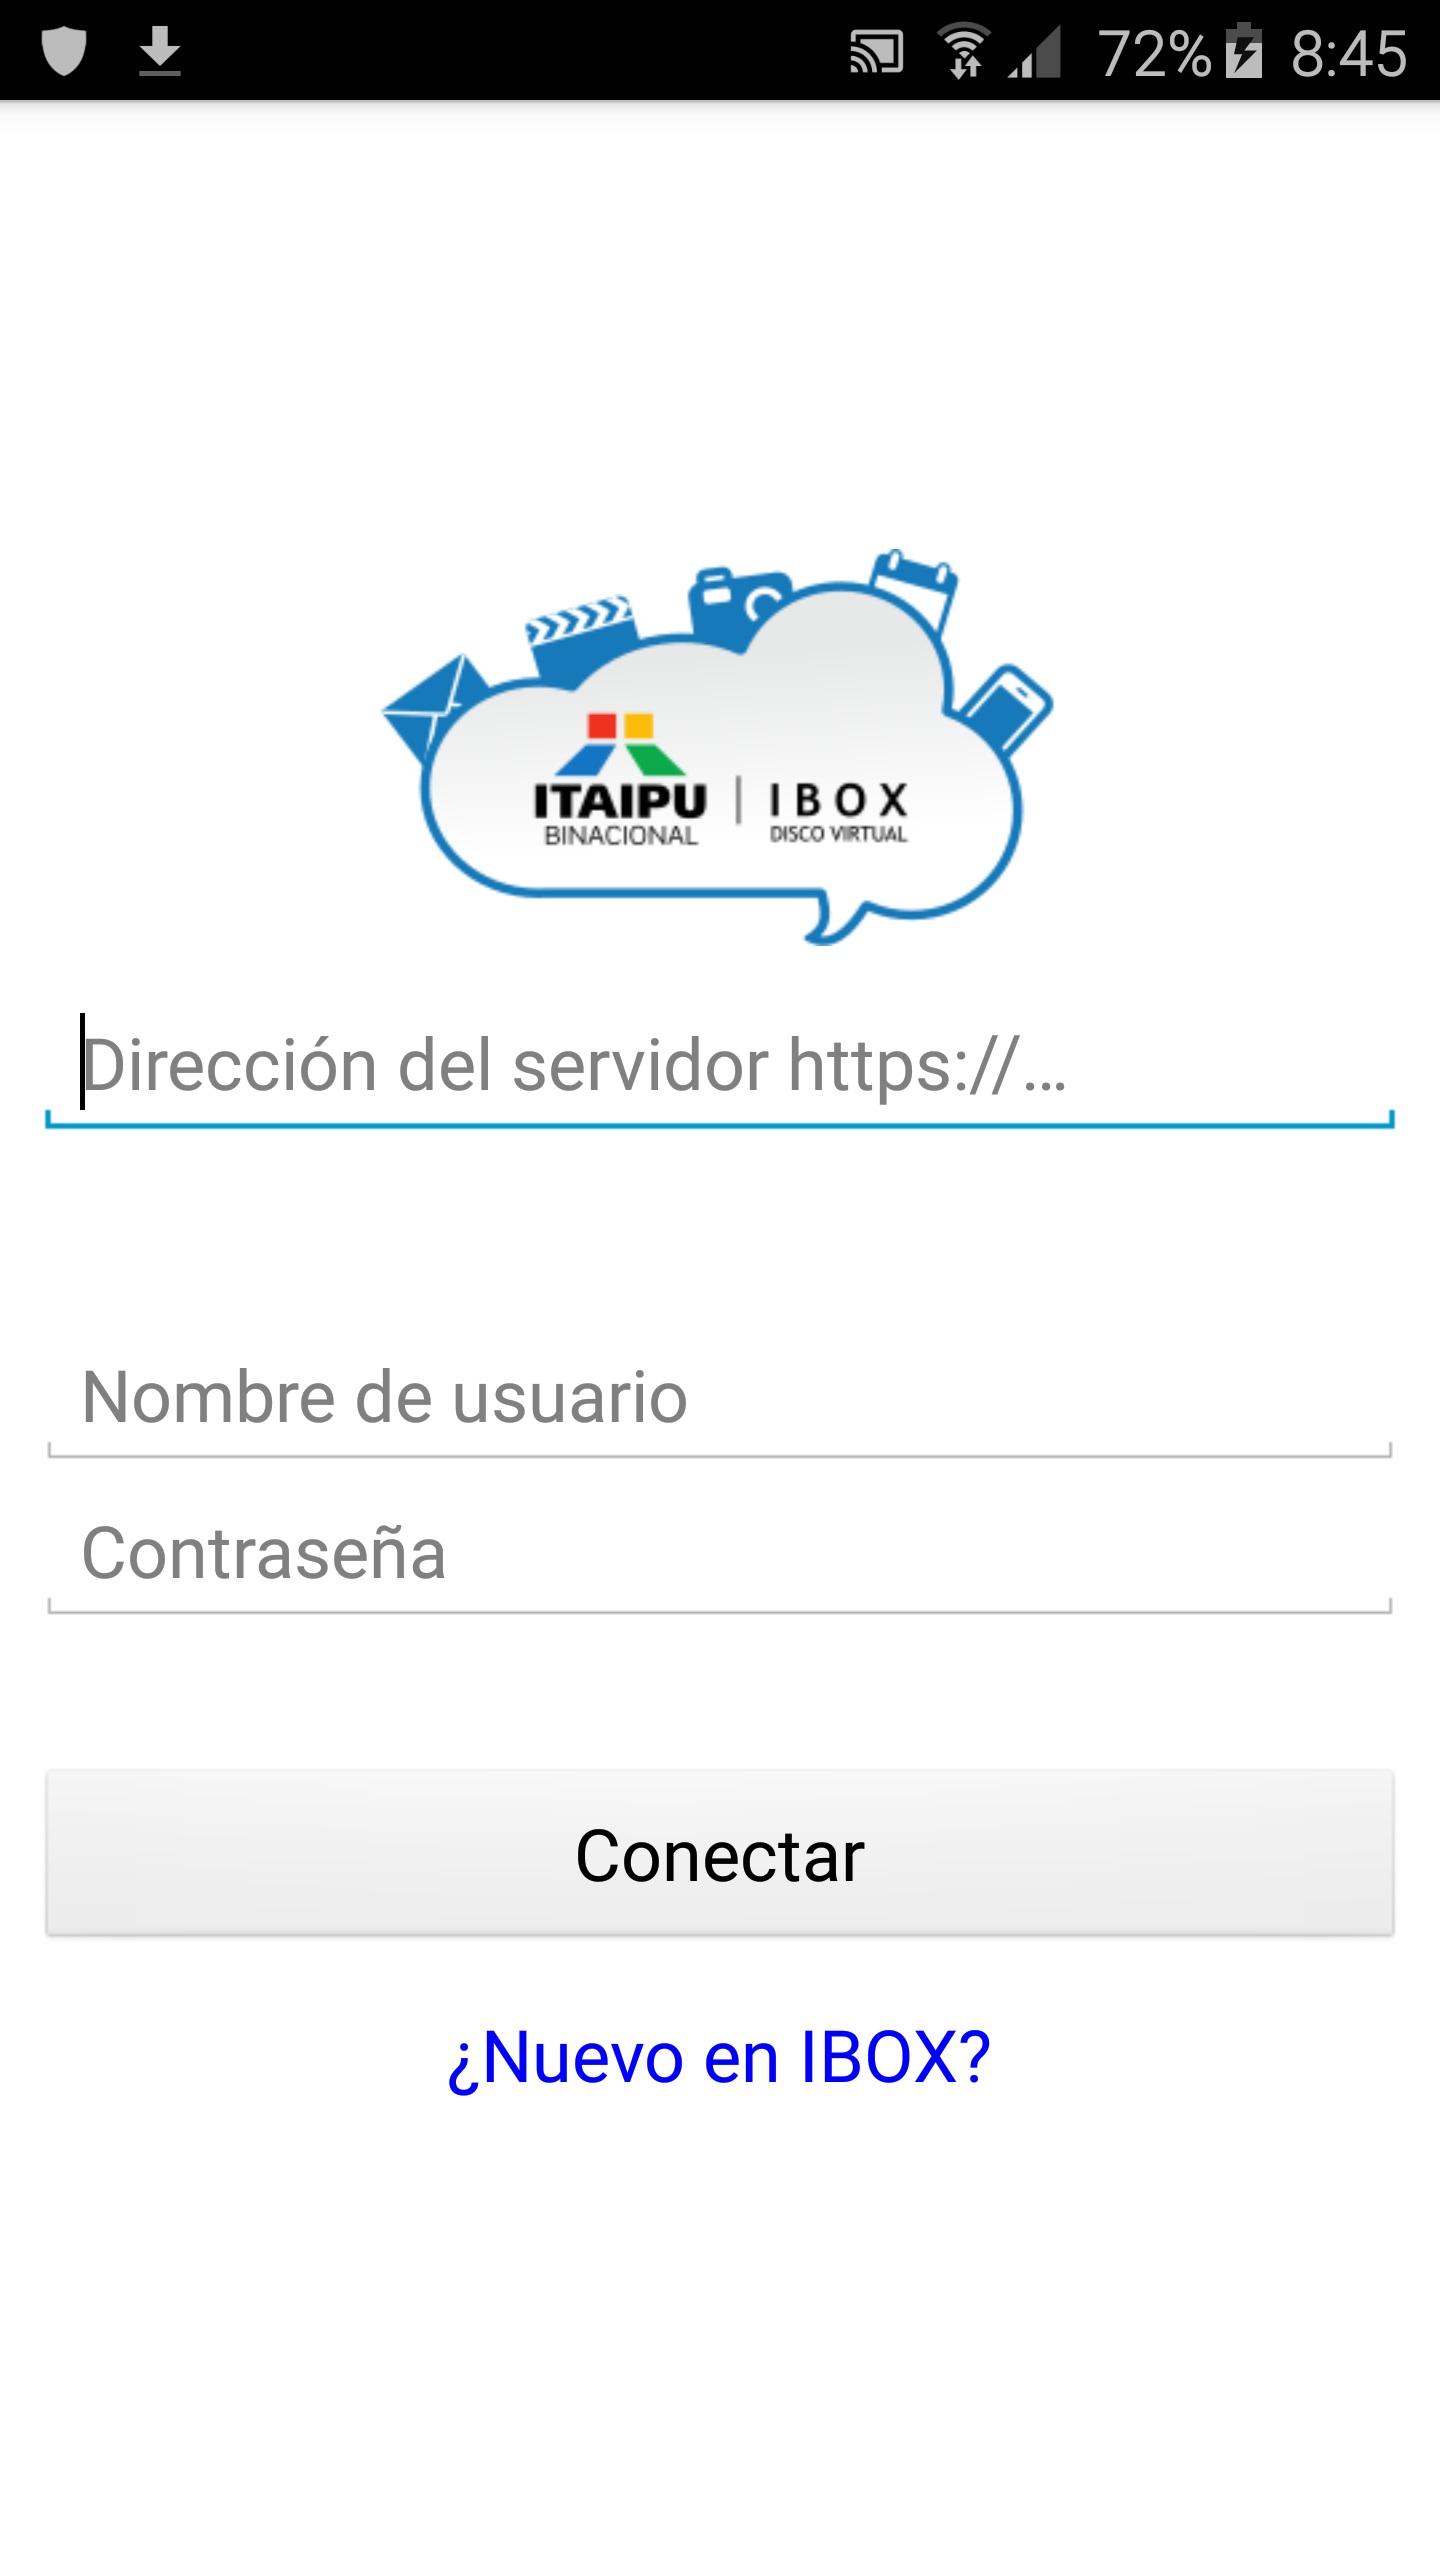 72% 8:45
ITAIPU | IBOX
BINACIONAL DISCO VIRTUAL
Dirección del servidor https://…
Nombre de usuario
Contraseña
Conectar
¿Nuevo en IBOX?